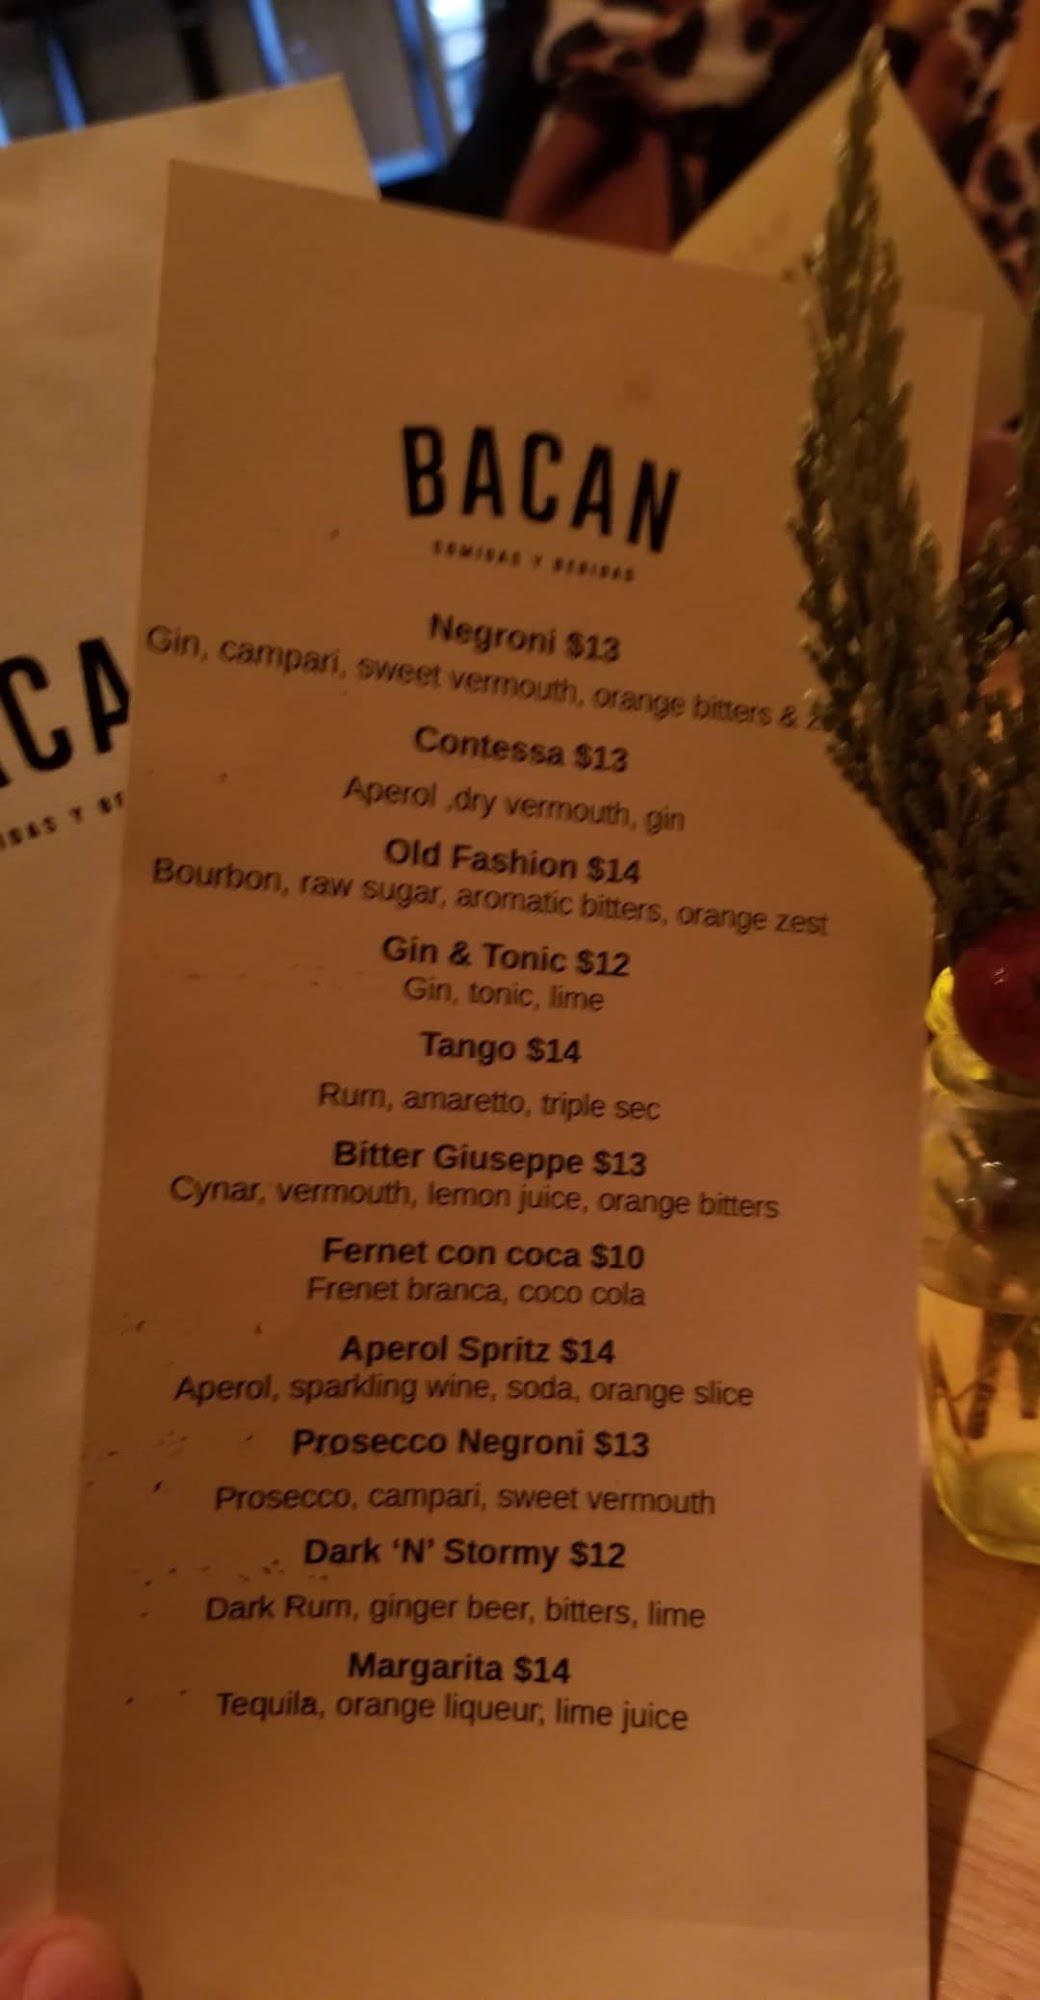 BACAN
COMIDAS Y BEBIDAS
Negroni $13
Gin, campari, sweet vermouth, orange bitters &
Contessa $13
Aperol ,dry vermouth, gin
Old Fashion $14
Bourbon, raw sugar, aromatic bitters, orange zest
Gin & Tonic $12
Gin, tonic, lime
Tango $14
Rum, amaretto, triple sec
Bitter Giuseppe $13
Cynar, vermouth, lemon juice, orange bitters
Fernet con coca $10
Frenet branca, coco cola
Aperol Spritz $14
Aperol, sparkling wine, soda, orange slice
Prosecco Negroni $13
Prosecco, campari, sweet vermouth
Dark ‘N’ Stormy $12
Dark Rum, ginger beer, bitters, lime
Margarita $14
Tequila, orange liqueur, lime juice